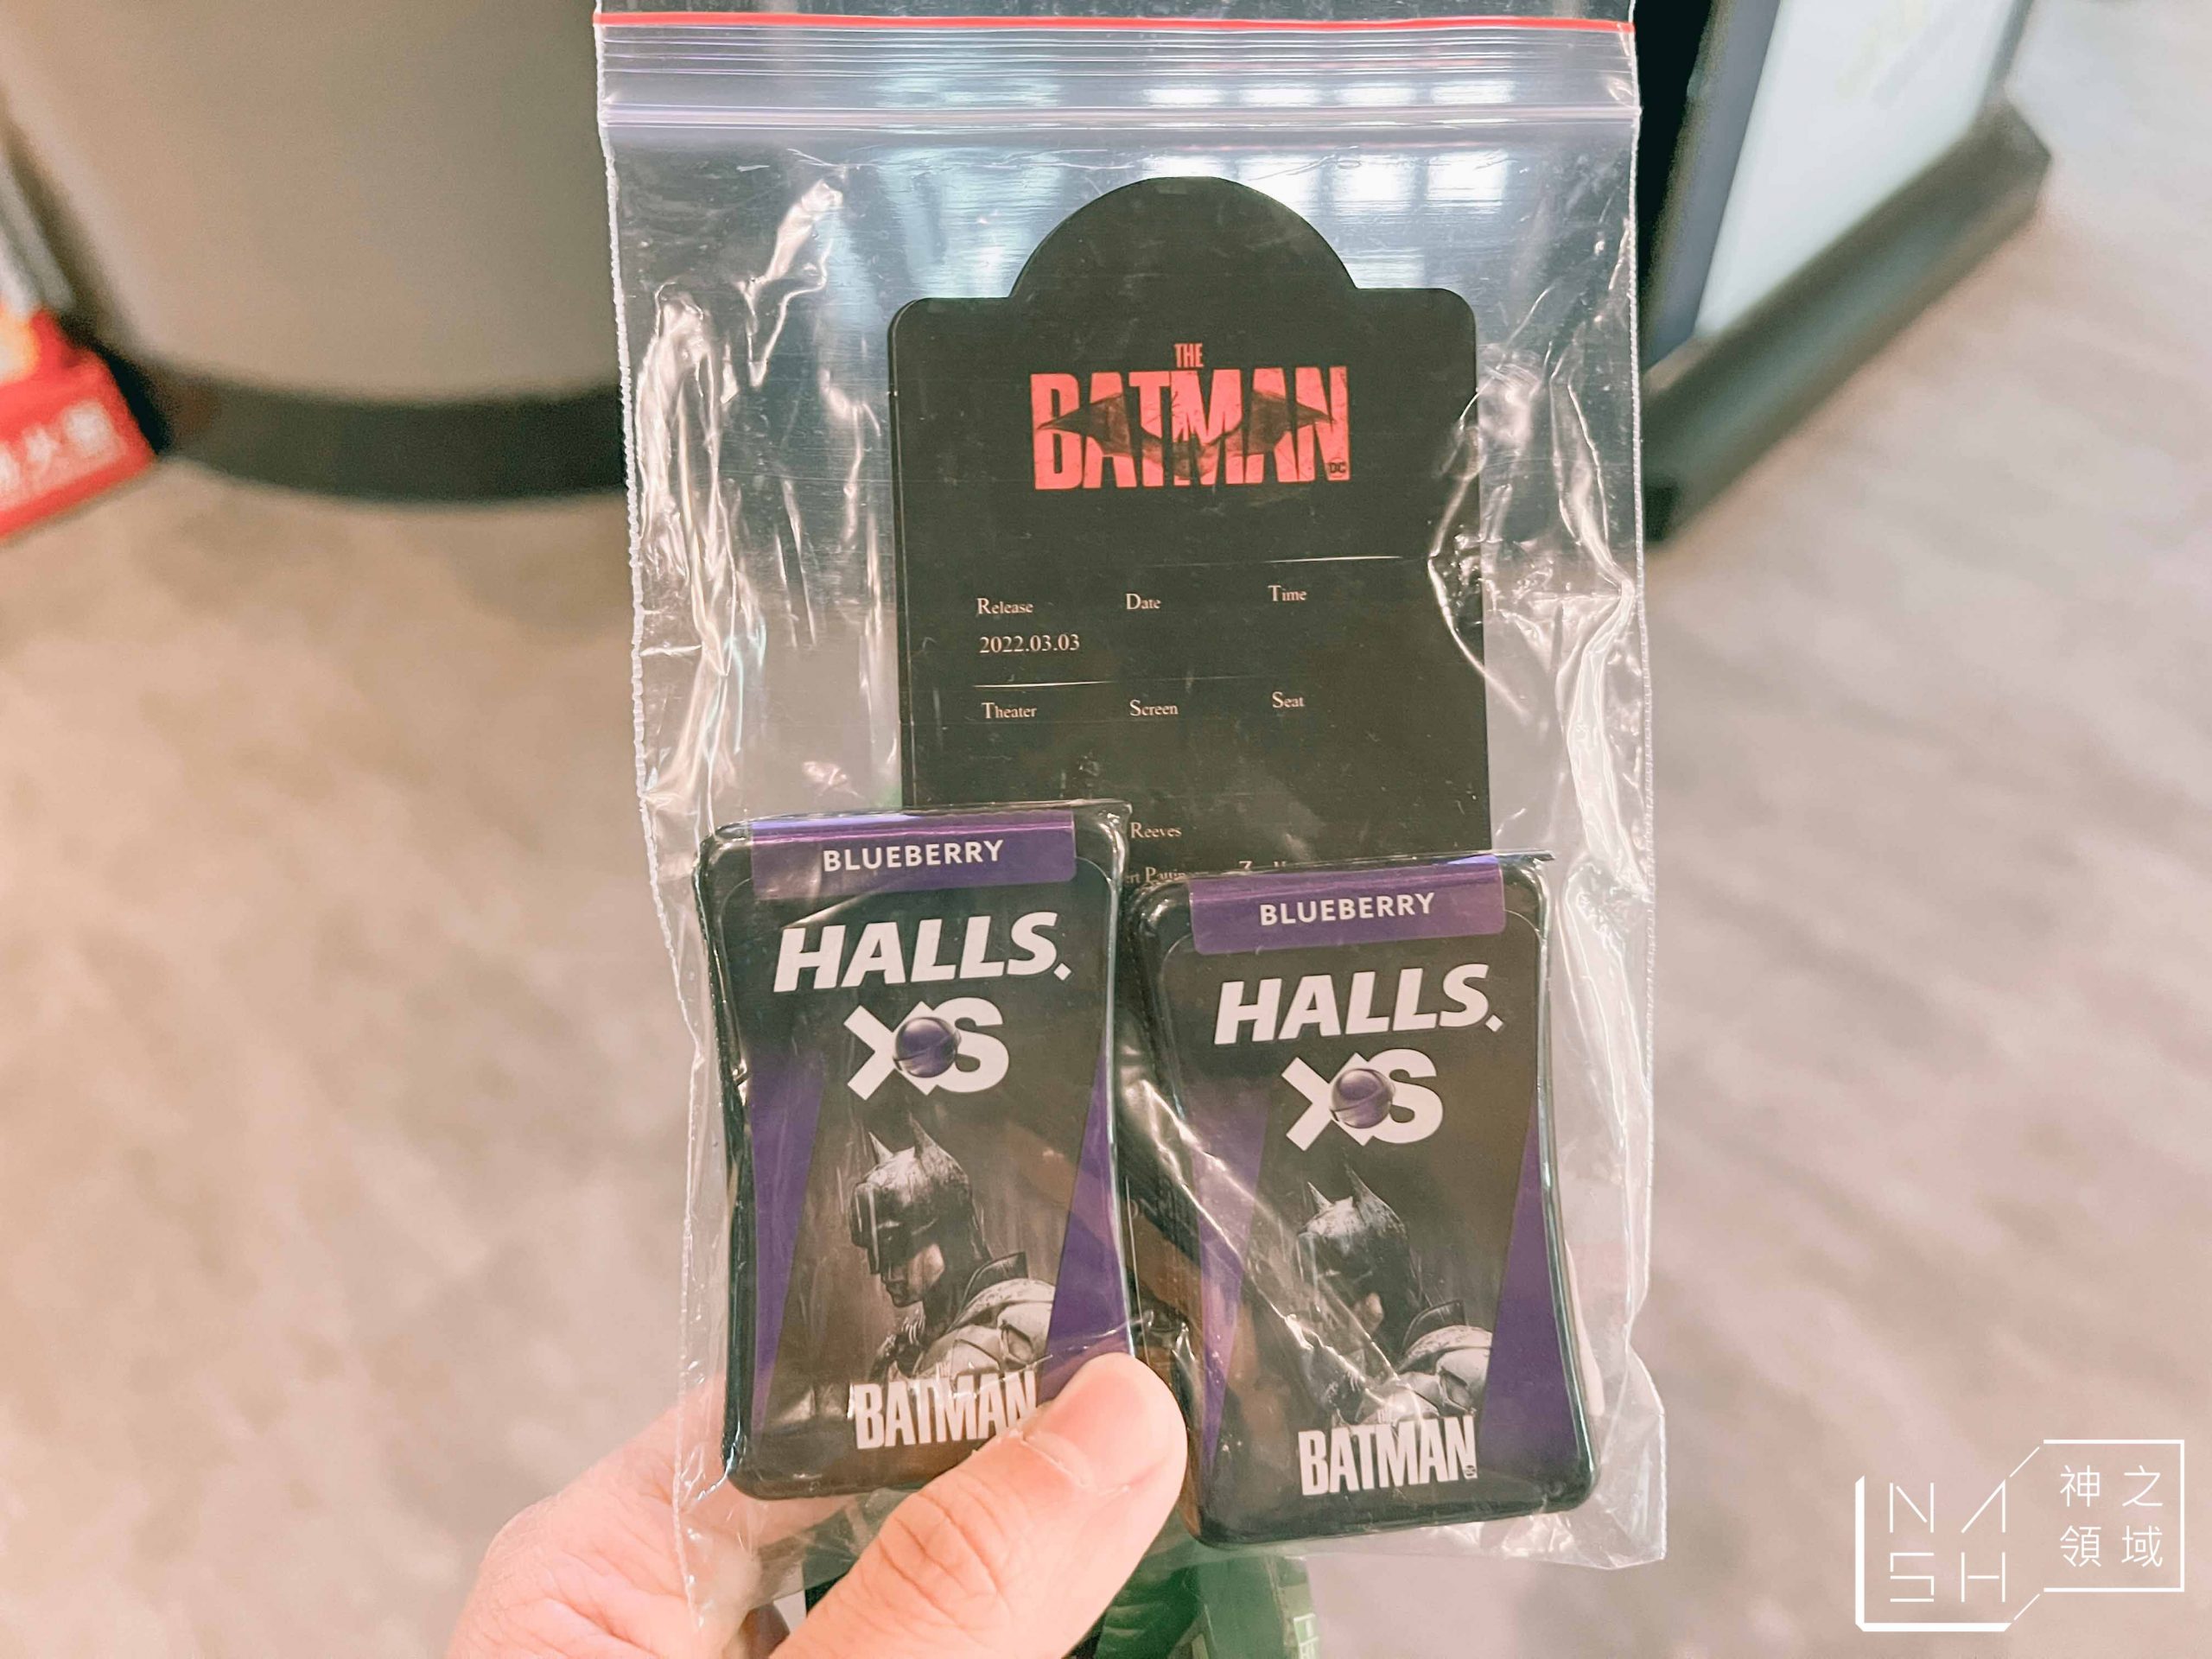 THE
BATMAN
DC
Release Date Time
2022.03.03
Theater Screen Seat
Reeves
BLUEBERRY
HALLS.
XS
BATMAN
BLUEBERRY
HALLS.
XS
BATMAN
NASH
神之
領域